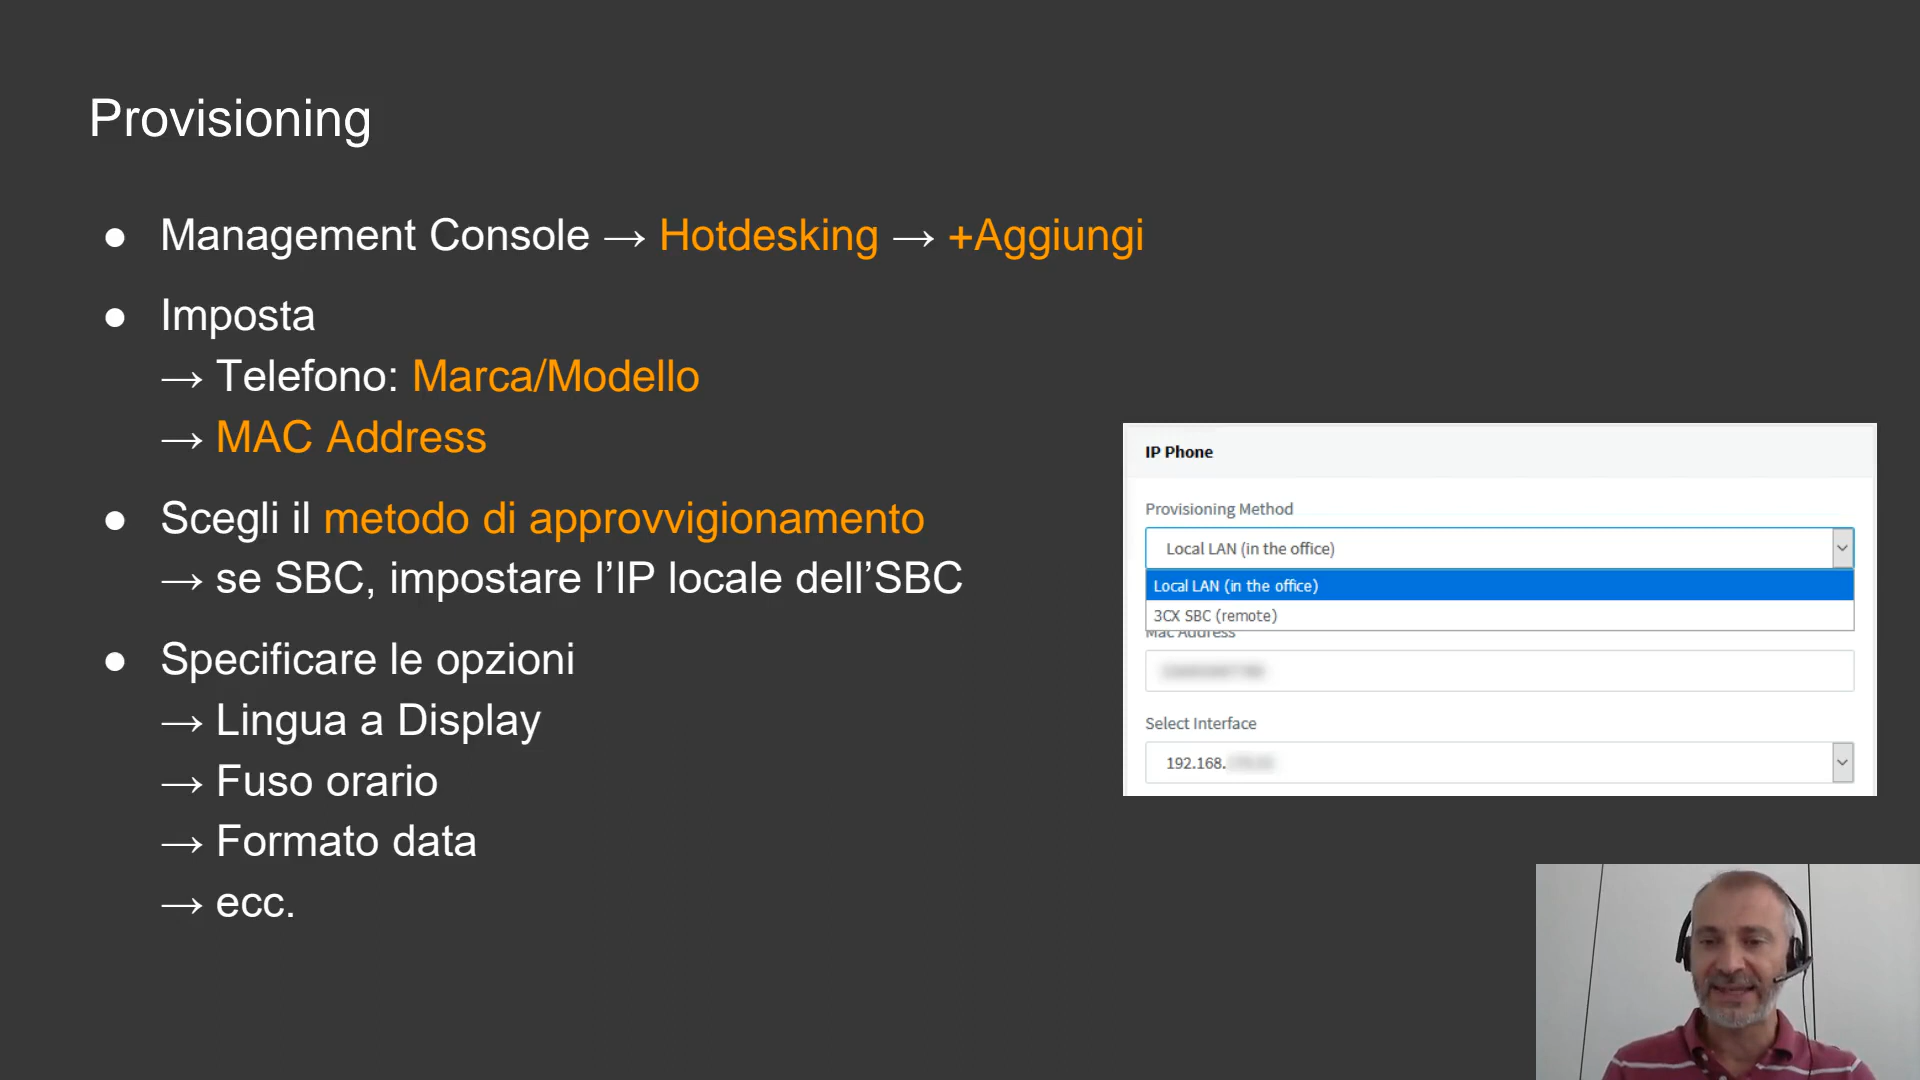 Provisioning
● Management Console → Hotdesking → +Aggiungi
● Imposta
→ Telefono: Marca/Modello
→ MAC Address
● Scegli il metodo di approvvigionamento
→ se SBC, impostare l’IP locale dell’SBC
● Specificare le opzioni
→ Lingua a Display
→ Fuso orario
→ Formato data
→ ecc.
IP Phone
Provisioning Method
Local LAN (in the office)
Local LAN (in the office)
3CX SBC (remote)
Mac Address
Select Interface
192.168.